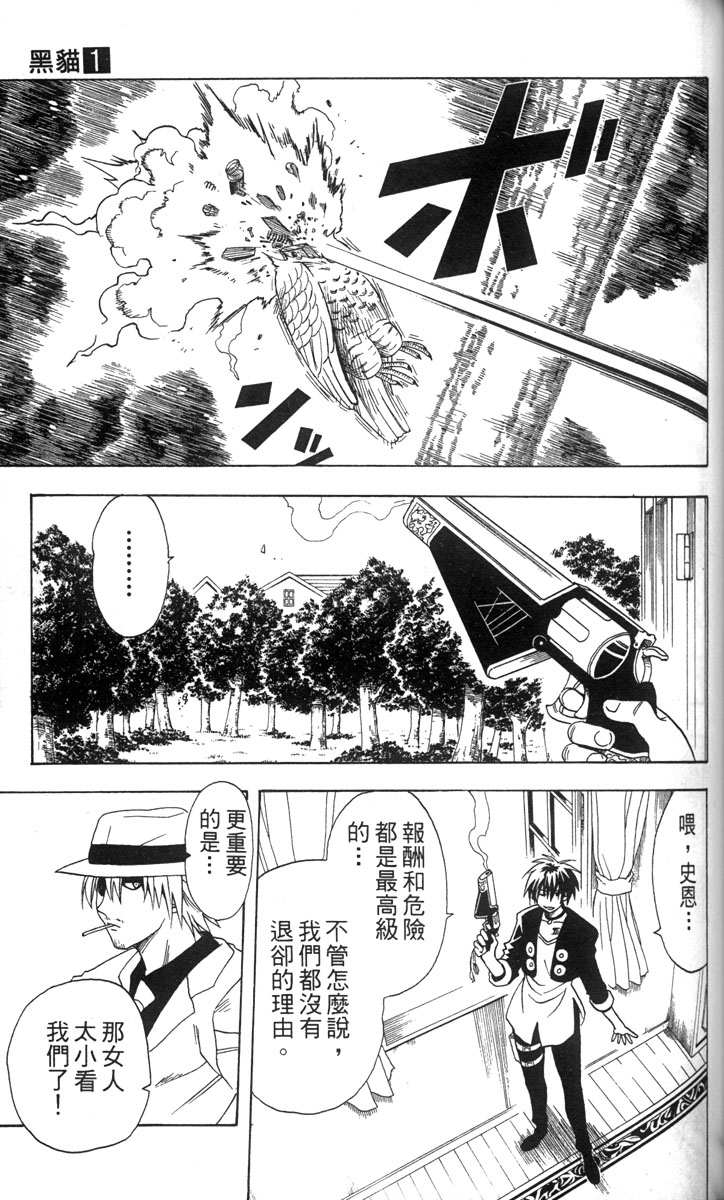 黑貓1
ボ
ンッ
………
XIII
喂，史恩…
報酬和危險
都是最高級
的…
不管怎麼說，
我們都沒有
退卻的理由。
更重要
的是…
那女人
太小看
我們了！